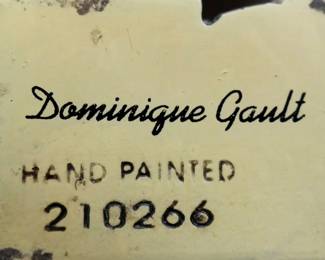 Dominique Gault
HAND PAINTED
210266